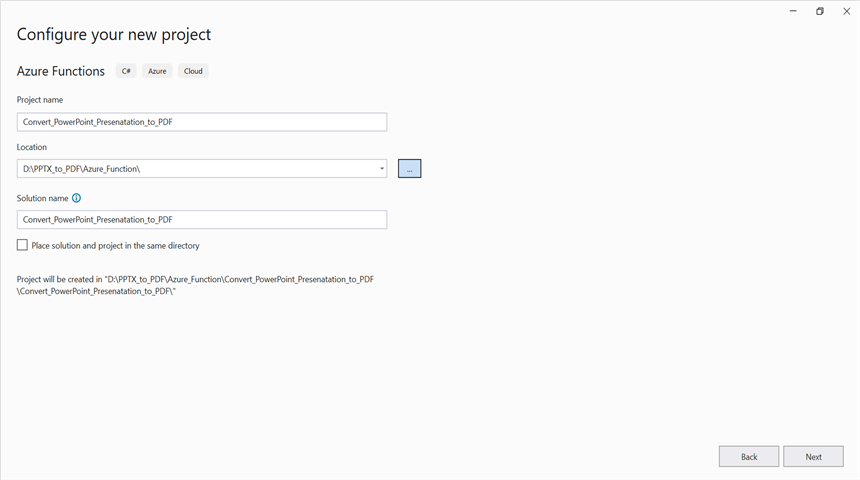 Configure your new project
Azure Functions C# Azure Cloud
Project name
Convert_PowerPoint_Presenatation_to_PDF
Location
D:\PPTX_to_PDF\Azure_Function\
...
Solution name
Convert_PowerPoint_Presenatation_to_PDF
Place solution and project in the same directory
Project will be created in "D:\PPTX_to_PDF\Azure_Function\Convert_PowerPoint_Presenatation_to_PDF
\Convert_PowerPoint_Presenatation_to_PDF\"
Back Next